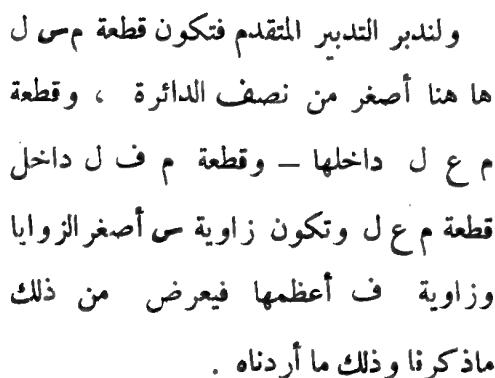 ولندبر التدبير المتقدم فتكون قطعة م س ل
ها هنا أصغر من نصف الدائرة ، وقطعة
م ع ل داخلها – وقطعة م ف ل داخل
قطعة م ع ل وتكون زاوية س أصغر الزوايا
وزاوية ف أعظمها فيعرض من ذلك
ماذكرنا وذلك ما أردناه .